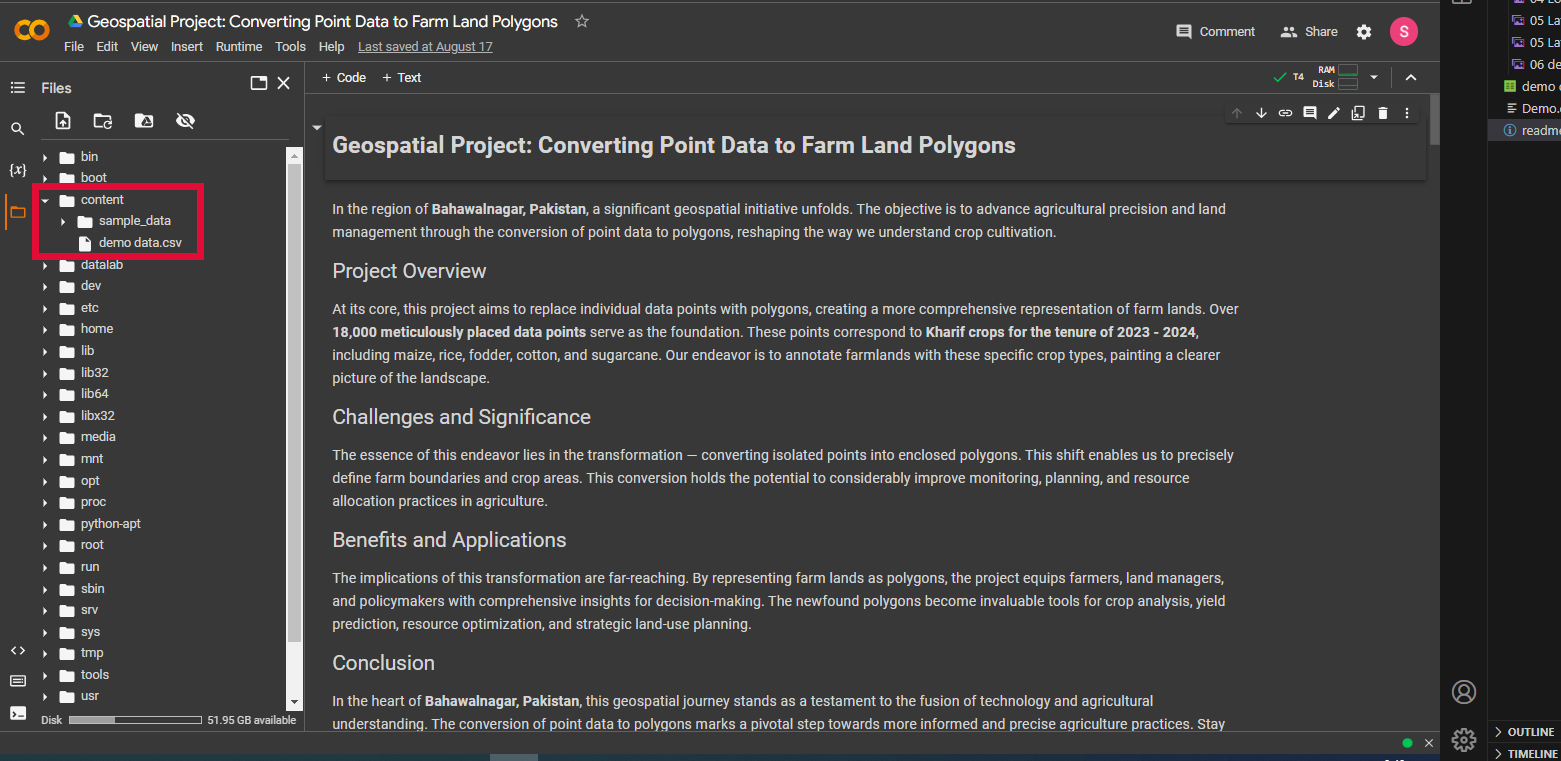 Geospatial Project: Converting Point Data to Farm Land Polygons
File Edit View Insert Runtime Tools Help Last saved at August 17
Comment
Share
S
Files
+ Code + Text
T4
RAM
Disk
bin
boot
content
sample_data
demo data.csv
datalab
dev
etc
home
lib
lib32
lib64
libx32
media
mnt
opt
proc
python-apt
root
run
sbin
srv
sys
tmp
tools
usr
Disk 51.95 GB available
Geospatial Project: Converting Point Data to Farm Land Polygons
In the region of Bahawalnagar, Pakistan, a significant geospatial initiative unfolds. The objective is to advance agricultural precision and land
management through the conversion of point data to polygons, reshaping the way we understand crop cultivation.
Project Overview
At its core, this project aims to replace individual data points with polygons, creating a more comprehensive representation of farm lands. Over
18,000 meticulously placed data points serve as the foundation. These points correspond to Kharif crops for the tenure of 2023 - 2024,
including maize, rice, fodder, cotton, and sugarcane. Our endeavor is to annotate farmlands with these specific crop types, painting a clearer
picture of the landscape.
Challenges and Significance
The essence of this endeavor lies in the transformation — converting isolated points into enclosed polygons. This shift enables us to precisely
define farm boundaries and crop areas. This conversion holds the potential to considerably improve monitoring, planning, and resource
allocation practices in agriculture.
Benefits and Applications
The implications of this transformation are far-reaching. By representing farm lands as polygons, the project equips farmers, land managers,
and policymakers with comprehensive insights for decision-making. The newfound polygons become invaluable tools for crop analysis, yield
prediction, resource optimization, and strategic land-use planning.
Conclusion
In the heart of Bahawalnagar, Pakistan, this geospatial journey stands as a testament to the fusion of technology and agricultural
understanding. The conversion of point data to polygons marks a pivotal step towards more informed and precise agriculture practices. Stay
05 La
05 La
06 de
demo
Demo.
readme
OUTLINE
TIMELINE